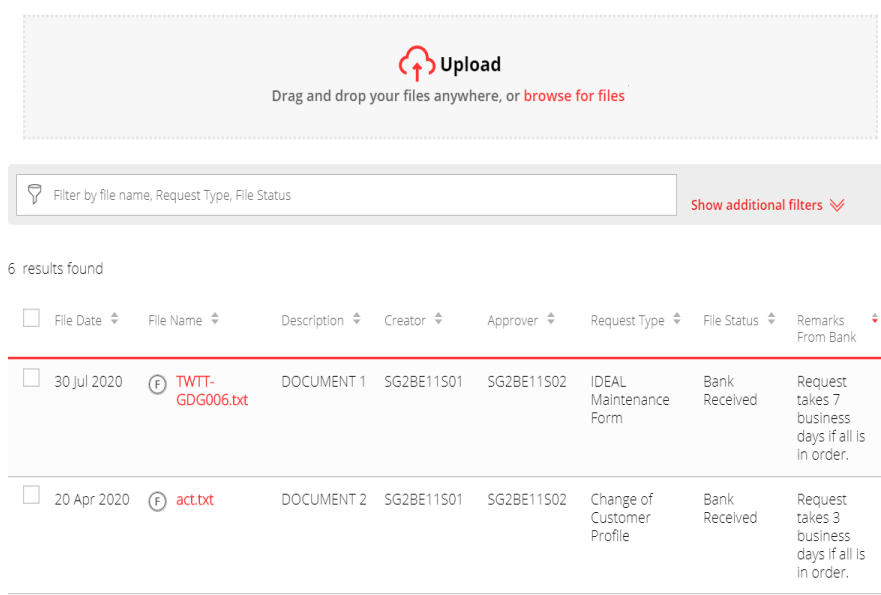 Upload
Drag and drop your files anywhere, or browse for files
Filter by file name, Request Type, File Status
Show additional filters
6 results found
File Date File Name Description Creator Approver Request Type File Status Remarks
From Bank
30 Jul 2020 F TWTT- DOCUMENT 1 SG2BE11S01 SG2BE11S02 IDEAL Bank Request
GDG006.txt Maintenance Received takes 7
Form business
days if all is
in order.
20 Apr 2020 F act.txt DOCUMENT 2 SG2BE11S01 SG2BE11S02 Change of Bank Request
Customer Received takes 3
Profile business
days if all is
in order.